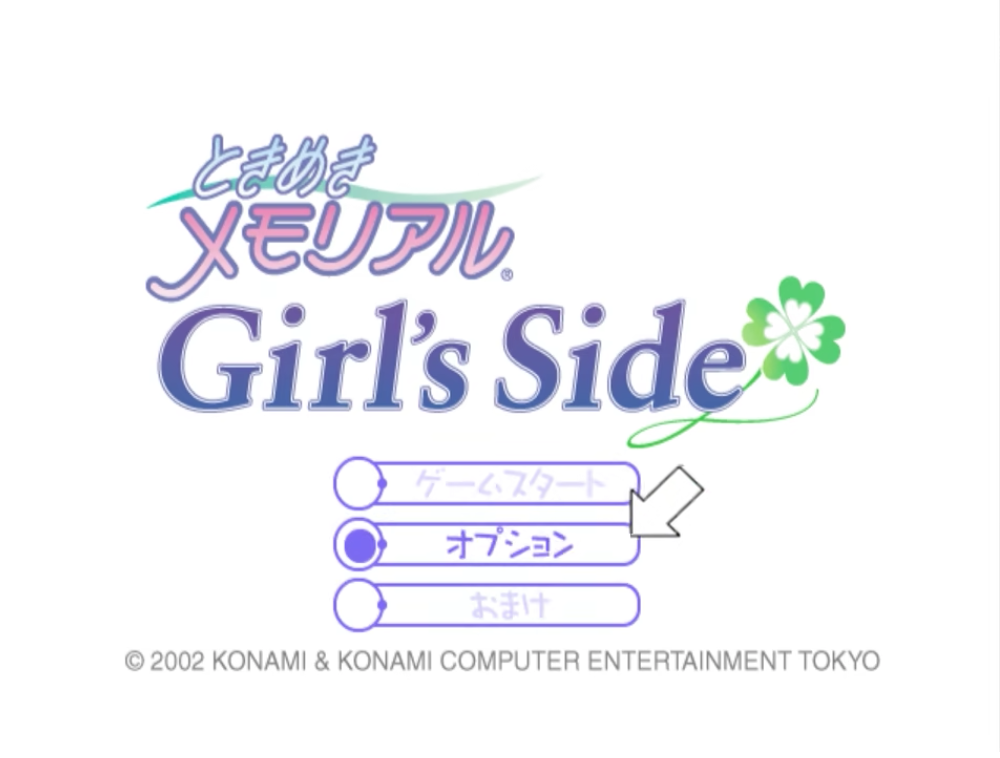 ときめき
メモリアル®
Girl's Side
ゲームスタート
オプション
おまけ
© 2002 KONAMI & KONAMI COMPUTER ENTERTAINMENT TOKYO